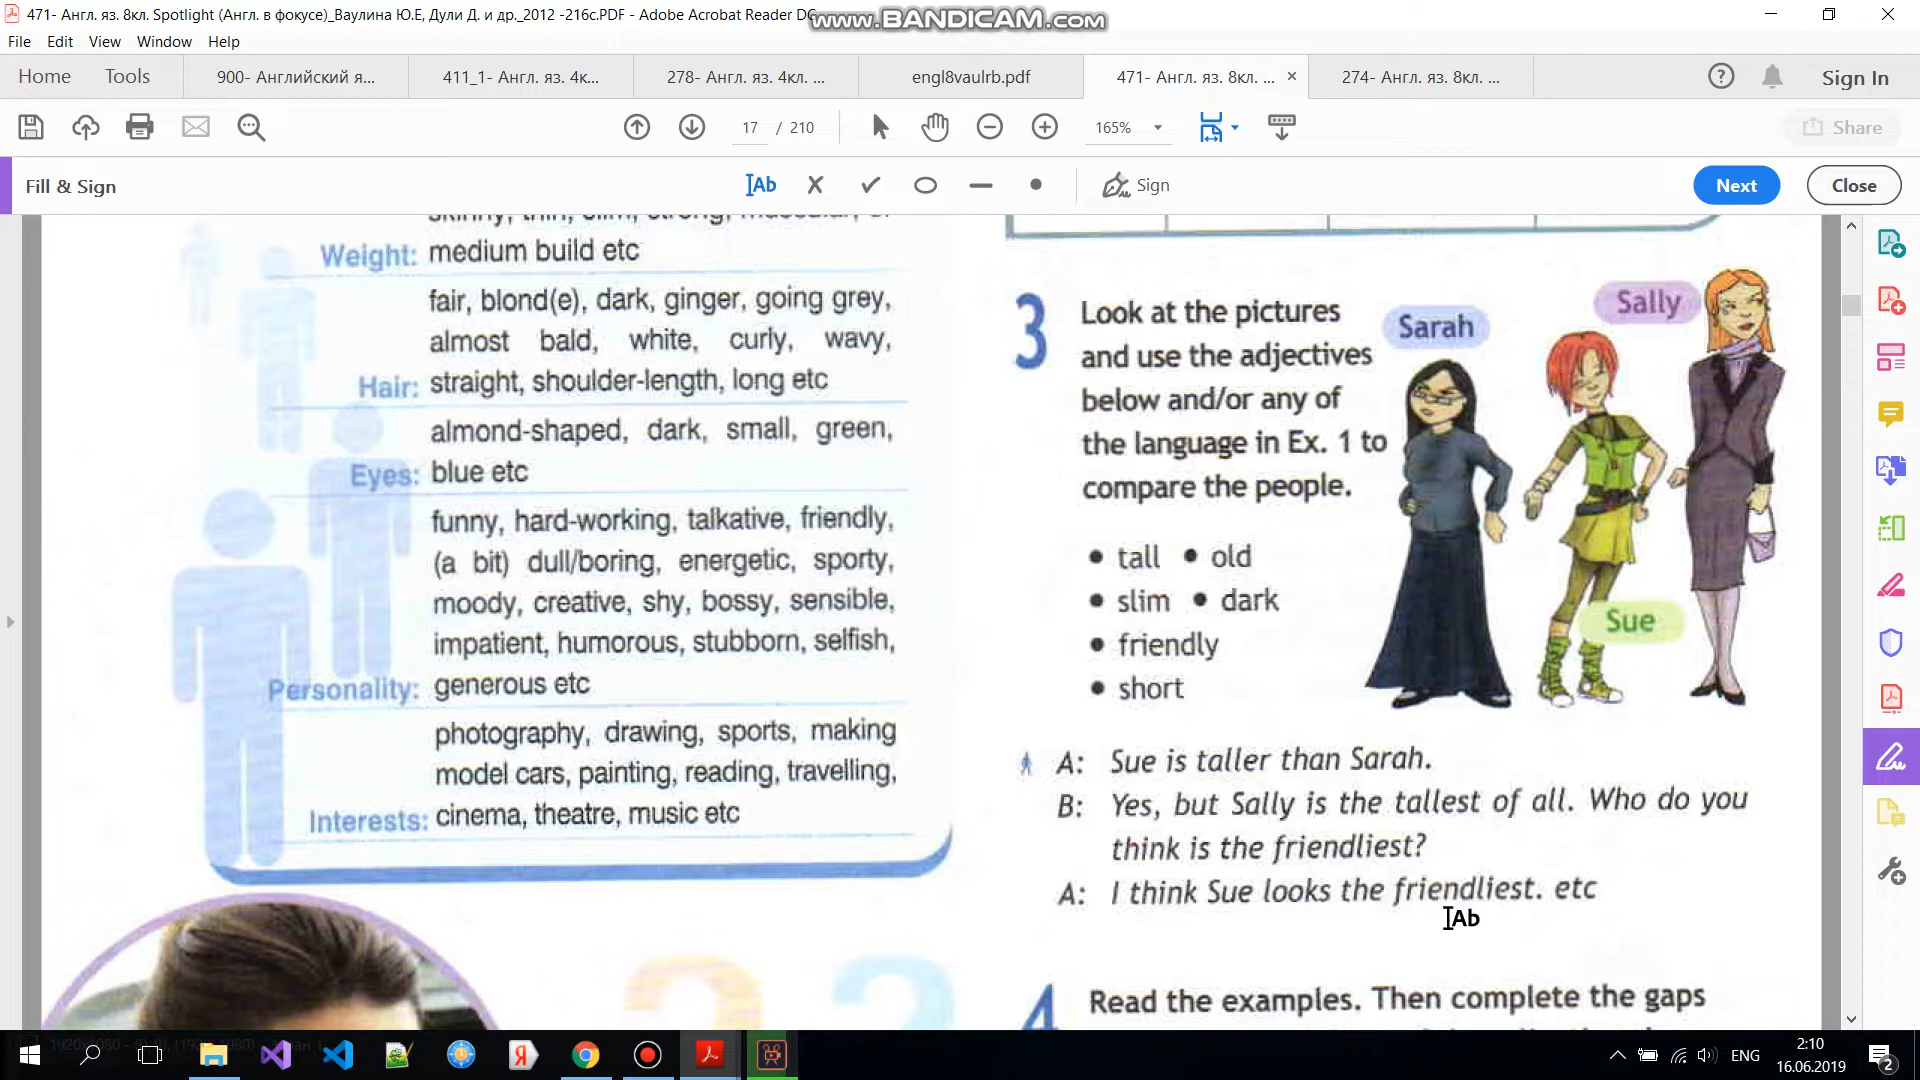 471- Англ. яз. 8кл. Spotlight (Англ. в фокусе)_Ваулина Ю.Е, Дули Д. и др._2012 -216с.PDF - Adobe Acrobat Reader DC
www.BANDICAM.com
File Edit View Window Help
Home Tools 900- Английский я... 411_1- Англ. яз. 4к... 278- Англ. яз. 4кл. ... engl8vaulrb.pdf 471- Англ. яз. 8кл. ... 274- Англ. яз. 8кл. ... Sign In
17 / 210 165% Share
Fill & Sign Ab Sign Next Close
skinny, thin, slim, strong, muscular, of
Weight: medium build etc
fair, blond(e), dark, ginger, going grey,
almost bald, white, curly, wavy,
Hair: straight, shoulder-length, long etc
almond-shaped, dark, small, green,
Eyes: blue etc
funny, hard-working, talkative, friendly,
(a bit) dull/boring, energetic, sporty,
moody, creative, shy, bossy, sensible,
impatient, humorous, stubborn, selfish,
Personality: generous etc
photography, drawing, sports, making
model cars, painting, reading, travelling,
Interests: cinema, theatre, music etc
3 Look at the pictures
and use the adjectives
below and/or any of
the language in Ex. 1 to
compare the people.
Sarah
Sally
Sue
• tall • old
• slim • dark
• friendly
• short
A: Sue is taller than Sarah.
B: Yes, but Sally is the tallest of all. Who do you
think is the friendliest?
A: I think Sue looks the friendliest. etc
Ab
4 Read the examples. Then complete the gaps
ENG
2:10
16.06.2019
2